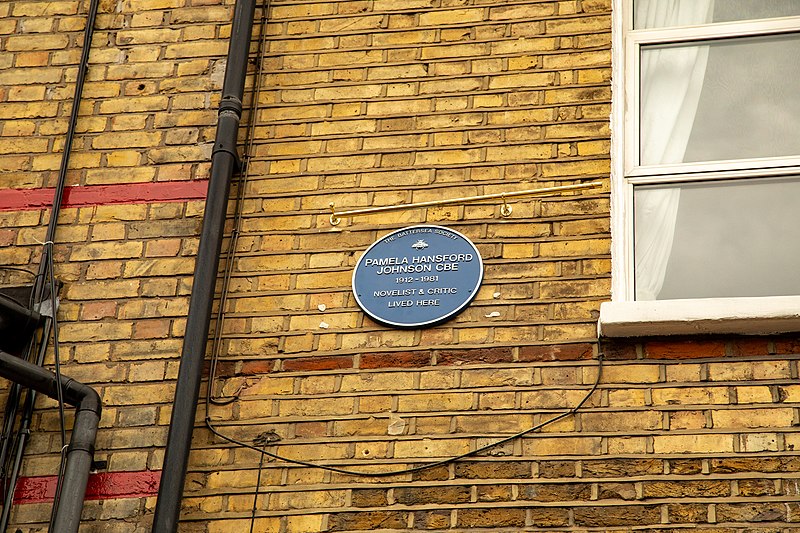 THE BATTERSEA SOCIETY
PAMELA HANSFORD
JOHNSON CBE
1912-1981
NOVELIST & CRITIC
LIVED HERE